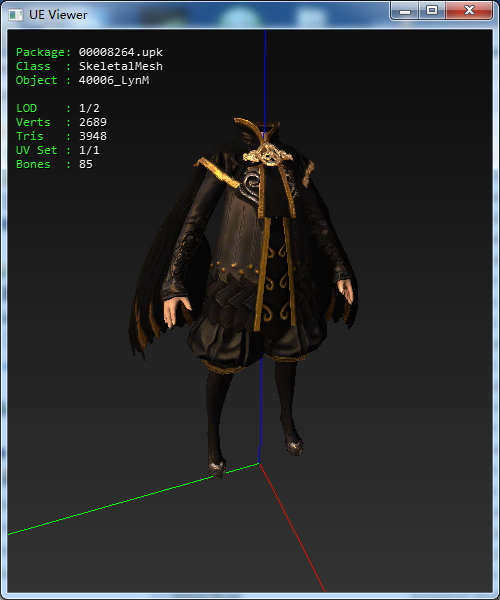 UE Viewer
Package: 00008264.upk
Class : SkeletalMesh
Object : 40006_LynM
LOD : 1/2
Verts : 2689
Tris : 3948
UV Set : 1/1
Bones : 85